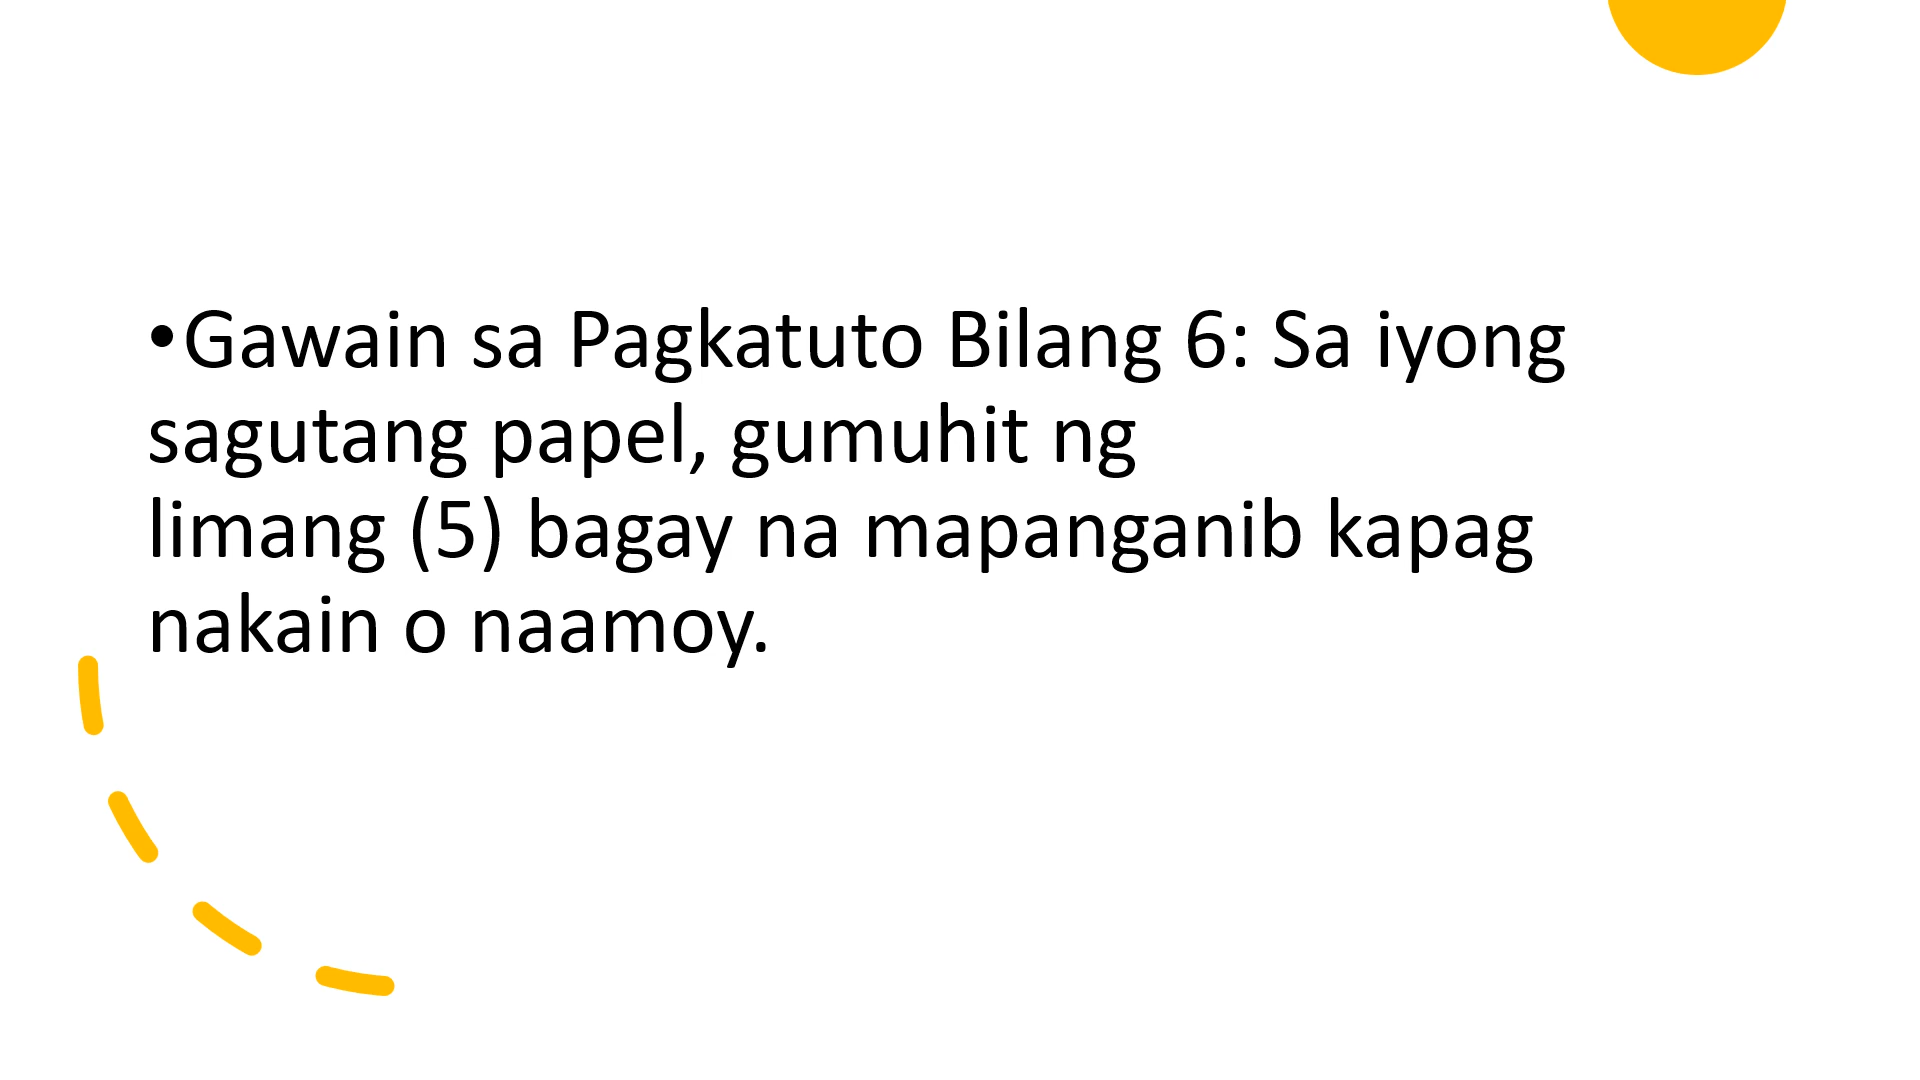 •Gawain sa Pagkatuto Bilang 6: Sa iyong
sagutang papel, gumuhit ng
limang (5) bagay na mapanganib kapag
nakain o naamoy.